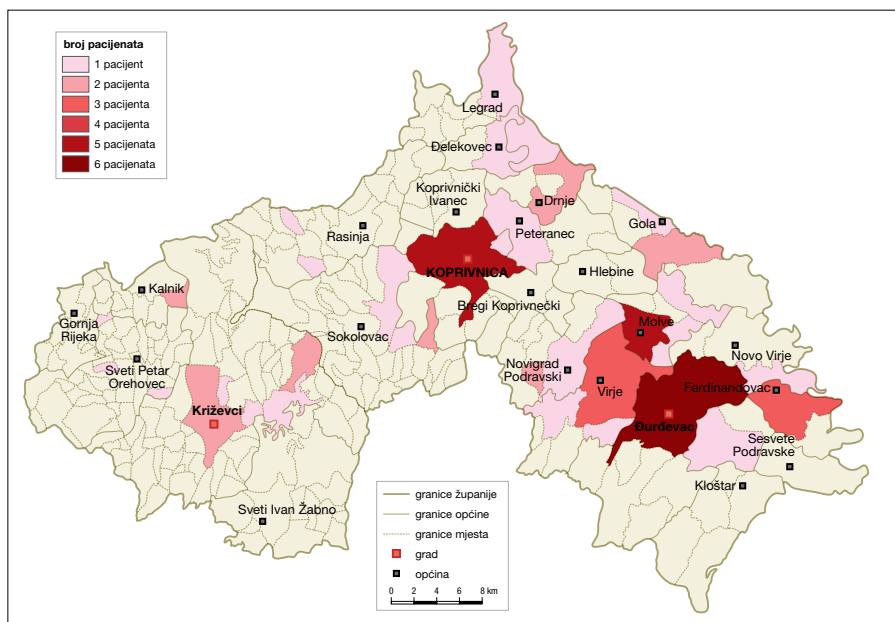 broj pacijenata
1 pacijent
2 pacijenta
3 pacijenta
4 pacijenta
5 pacijenata
6 pacijenata
Legrad
Đelekovec
Koprivnički
Ivanec
Drnje
Rasinja
Peteranec
Gola
KOPRIVNICA
Hlebine
Kalnik
Bregi Koprivnečki
Gornja
Rijeka
Sokolovac
Molve
Sveti Petar
Orehovec
Novigrad
Podravski
Novo Virje
Virje
Ferdinandovac
Križevci
Đurđevac
Sesvete
Podravske
Kloštar
Sveti Ivan Žabno
granice županije
granice općine
granice mjesta
grad
općina
0 2 4 6 8 km